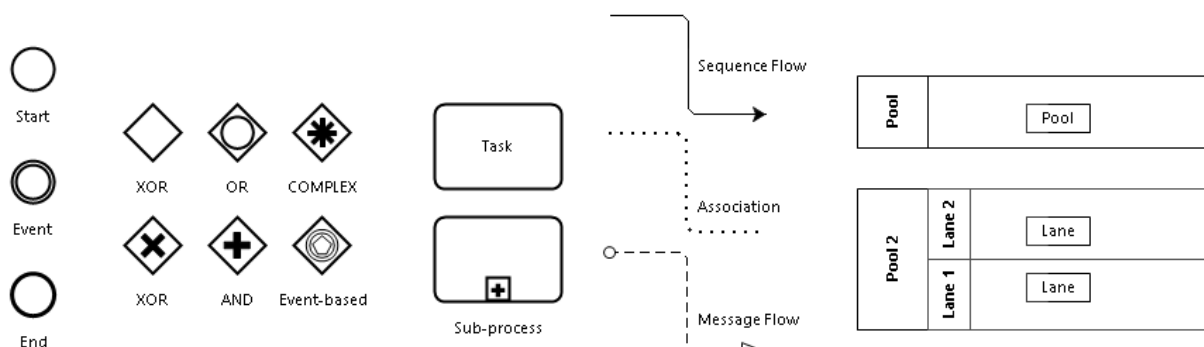 Start
Event
End
XOR
OR
COMPLEX
XOR
AND
Event-based
Task
Sub-process
Sequence Flow
Association
Message Flow
Pool
Pool
Pool 2
Lane 2
Lane
Lane 1
Lane